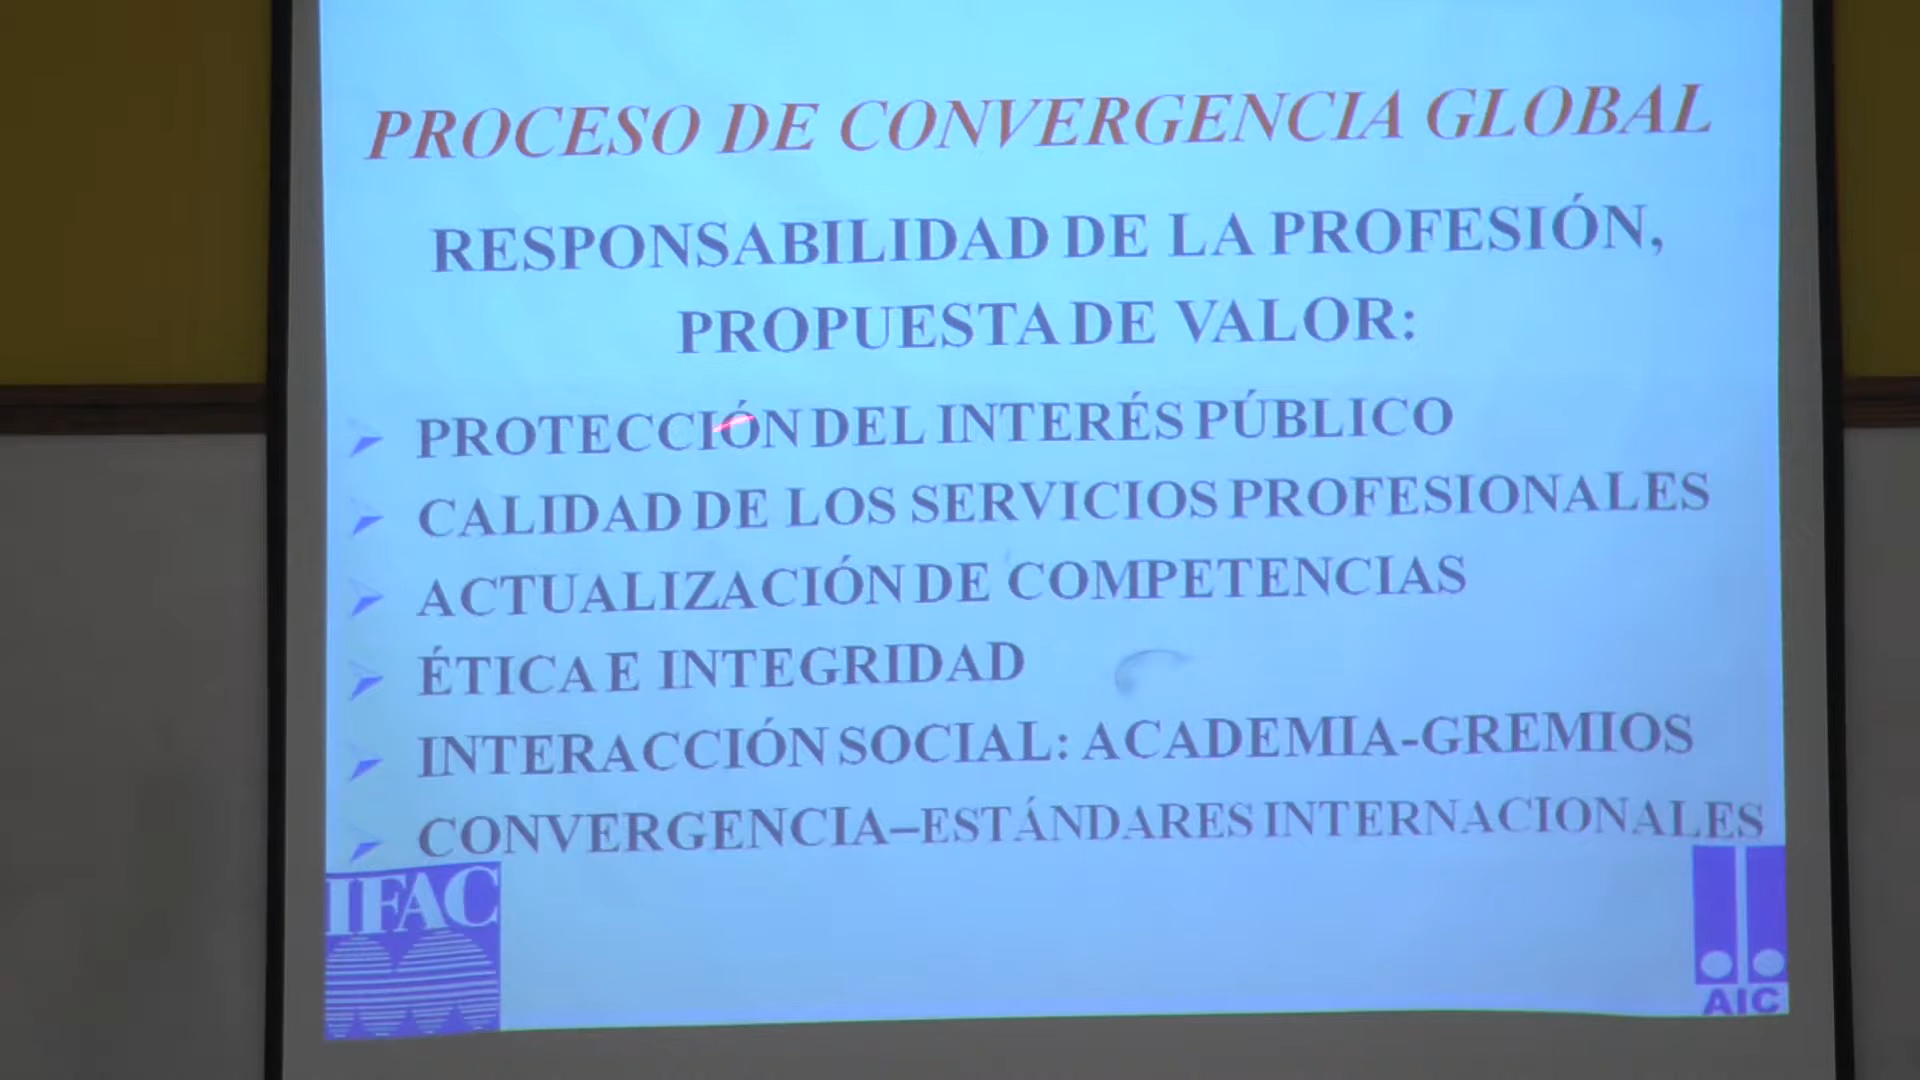 PROCESO DE CONVERGENCIA GLOBAL
RESPONSABILIDAD DE LA PROFESIÓN,
PROPUESTA DE VALOR:
PROTECCIÓN DEL INTERÉS PÚBLICO
CALIDAD DE LOS SERVICIOS PROFESIONALES
ACTUALIZACIÓN DE COMPETENCIAS
ÉTICA E INTEGRIDAD
INTERACCIÓN SOCIAL: ACADEMIA-GREMIOS
CONVERGENCIA–ESTÁNDARES INTERNACIONALES
IFAC
AIC